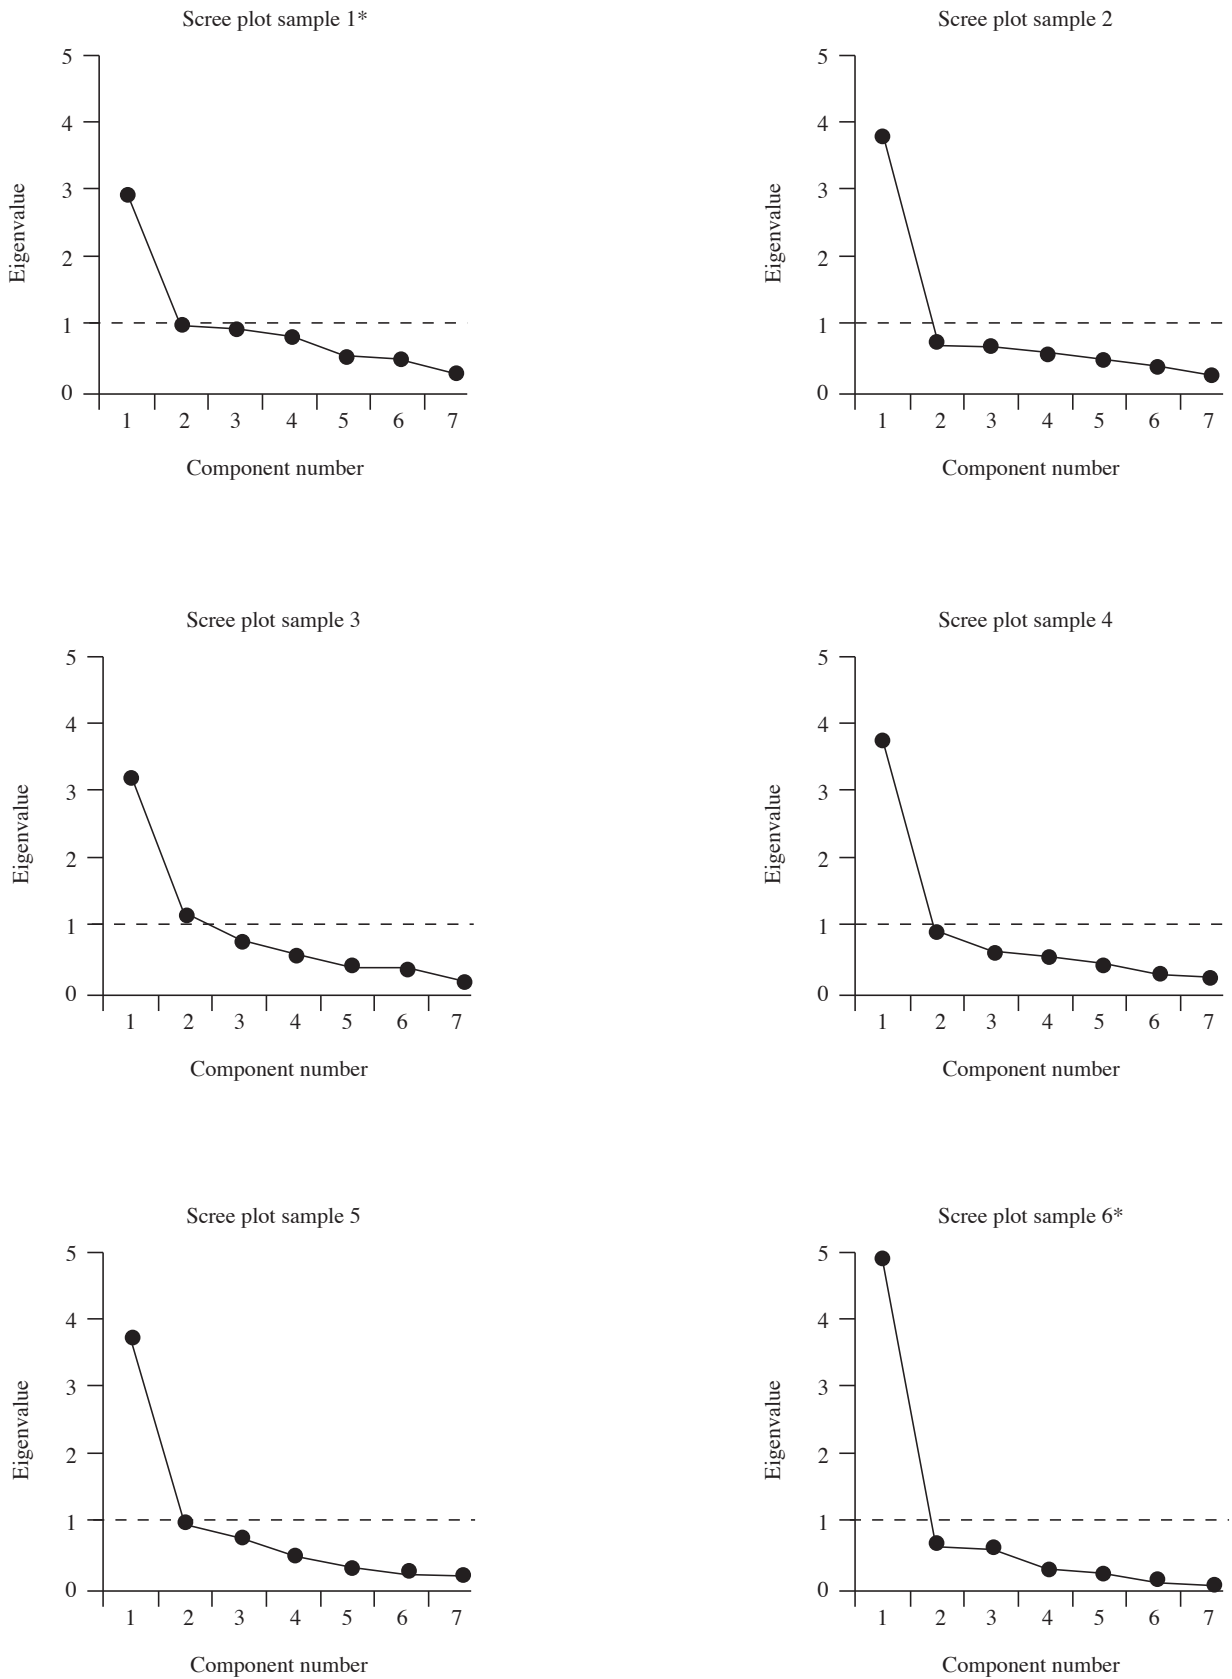 Scree plot sample 1*
5
4
3
2
1
0
Eigenvalue
1 2 3 4 5 6 7
Component number
Scree plot sample 2
5
4
3
2
1
0
Eigenvalue
1 2 3 4 5 6 7
Component number
Scree plot sample 3
5
4
3
2
1
0
Eigenvalue
1 2 3 4 5 6 7
Component number
Scree plot sample 4
5
4
3
2
1
0
Eigenvalue
1 2 3 4 5 6 7
Component number
Scree plot sample 5
5
4
3
2
1
0
Eigenvalue
1 2 3 4 5 6 7
Component number
Scree plot sample 6*
5
4
3
2
1
0
Eigenvalue
1 2 3 4 5 6 7
Component number